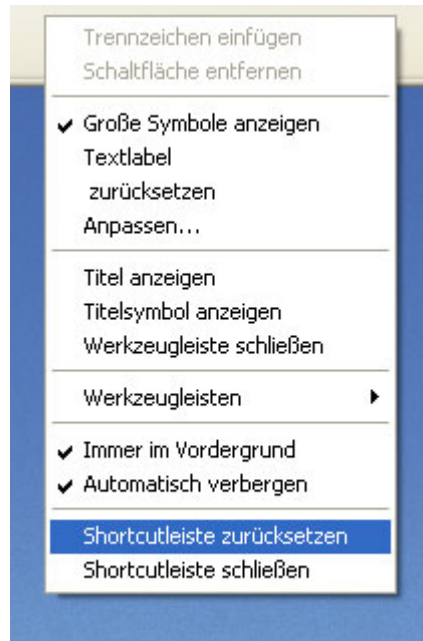 Trennzeichen einfügen
Schaltfläche entfernen
Große Symbole anzeigen
Textlabel
zurücksetzen
Anpassen...
Titel anzeigen
Titelsymbol anzeigen
Werkzeugleiste schließen
Werkzeugleisten
Immer im Vordergrund
Automatisch verbergen
Shortcutleiste zurücksetzen
Shortcutleiste schließen